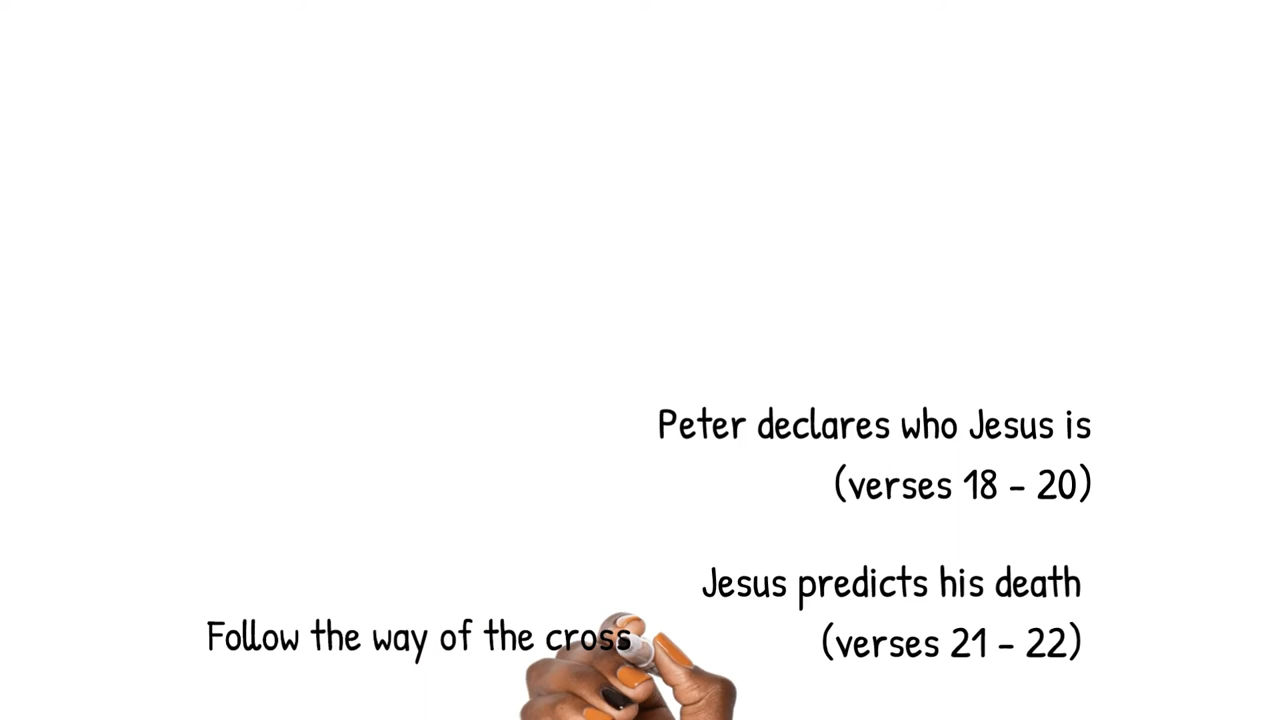 Peter declares who Jesus is
(verses 18 - 20)
Jesus predicts his death
(verses 21 - 22)
Follow the way of the cross